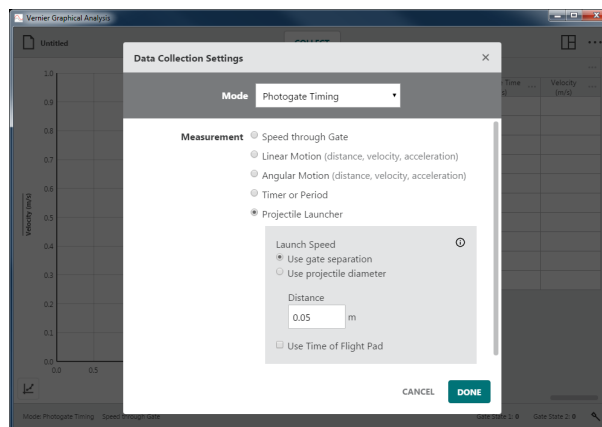 Vernier Graphical Analysis
Untitled
Data Collection Settings
Mode Photogate Timing
Measurement Speed through Gate
Linear Motion (distance, velocity, acceleration)
Angular Motion (distance, velocity, acceleration)
Timer or Period
Projectile Launcher
Launch Speed
Use gate separation
Use projectile diameter
Distance
0.05 m
Use Time of Flight Pad
CANCEL DONE
Time Velocity
(m/s)
Velocity (m/s)
1.0
0.9
0.8
0.7
0.6
0.5
0.4
0.3
0.2
0.1
0.0
0.0 0.5
Mode: Photogate Timing Speed through Gate Gate State 1: 0 Gate State 2: 0